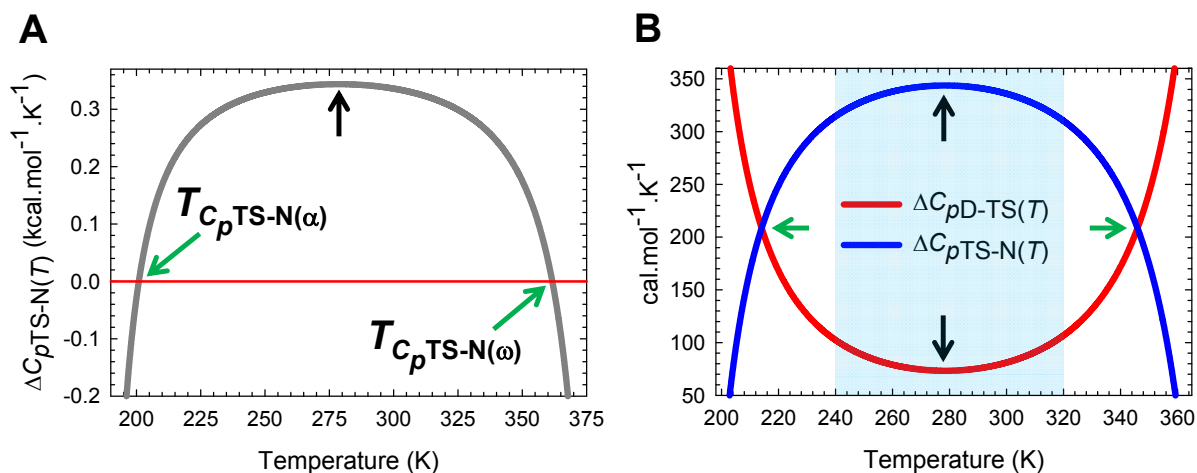 A
B
ΔCpTS-N(T) (kcal.mol⁻¹.K⁻¹)
0.3
0.2
0.1
0.0
-0.1
-0.2
TCpTS-N(α)
TCpTS-N(ω)
200 225 250 275 300 325 350 375
Temperature (K)
cal.mol⁻¹.K⁻¹
350
300
250
200
150
100
50
ΔCpD-TS(T)
ΔCpTS-N(T)
200 220 240 260 280 300 320 340 360
Temperature (K)